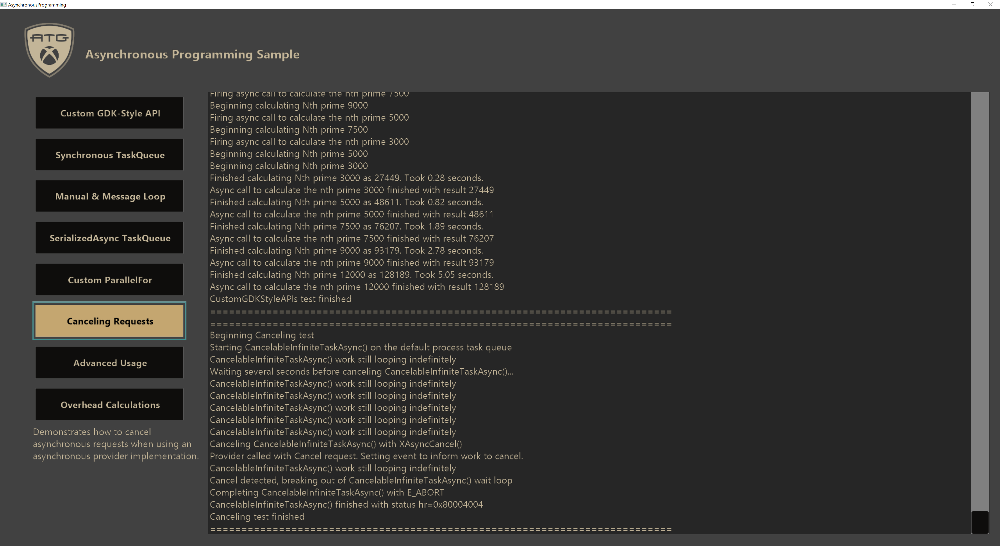 AsynchronousProgramming
ATG
Asynchronous Programming Sample
Custom GDK-Style API
Synchronous TaskQueue
Manual & Message Loop
SerializedAsync TaskQueue
Custom ParallelFor
Canceling Requests
Advanced Usage
Overhead Calculations
Demonstrates how to cancel
asynchronous requests when using an
asynchronous provider implementation.
Firing async call to calculate the nth prime 7500
Beginning calculating Nth prime 9000
Firing async call to calculate the nth prime 5000
Beginning calculating Nth prime 7500
Firing async call to calculate the nth prime 3000
Beginning calculating Nth prime 5000
Beginning calculating Nth prime 3000
Finished calculating Nth prime 3000 as 27449. Took 0.28 seconds.
Async call to calculate the nth prime 3000 finished with result 27449
Finished calculating Nth prime 5000 as 48611. Took 0.82 seconds.
Async call to calculate the nth prime 5000 finished with result 48611
Finished calculating Nth prime 7500 as 76207. Took 1.89 seconds.
Async call to calculate the nth prime 7500 finished with result 76207
Finished calculating Nth prime 9000 as 93179. Took 2.78 seconds.
Async call to calculate the nth prime 9000 finished with result 93179
Finished calculating Nth prime 12000 as 128189. Took 5.05 seconds.
Async call to calculate the nth prime 12000 finished with result 128189
CustomGDKStyleAPIs test finished
==========================================================================
==========================================================================
Beginning Canceling test
Starting CancelableInfiniteTaskAsync() on the default process task queue
CancelableInfiniteTaskAsync() work still looping indefinitely
Waiting several seconds before canceling CancelableInfiniteTaskAsync()...
CancelableInfiniteTaskAsync() work still looping indefinitely
CancelableInfiniteTaskAsync() work still looping indefinitely
CancelableInfiniteTaskAsync() work still looping indefinitely
CancelableInfiniteTaskAsync() work still looping indefinitely
CancelableInfiniteTaskAsync() work still looping indefinitely
Canceling CancelableInfiniteTaskAsync() with XAsyncCancel()
Provider called with Cancel request. Setting event to inform work to cancel.
CancelableInfiniteTaskAsync() work still looping indefinitely
Cancel detected, breaking out of CancelableInfiniteTaskAsync() wait loop
Completing CancelableInfiniteTaskAsync() with E_ABORT
CancelableInfiniteTaskAsync() finished with status hr=0x80004004
Canceling test finished
==========================================================================